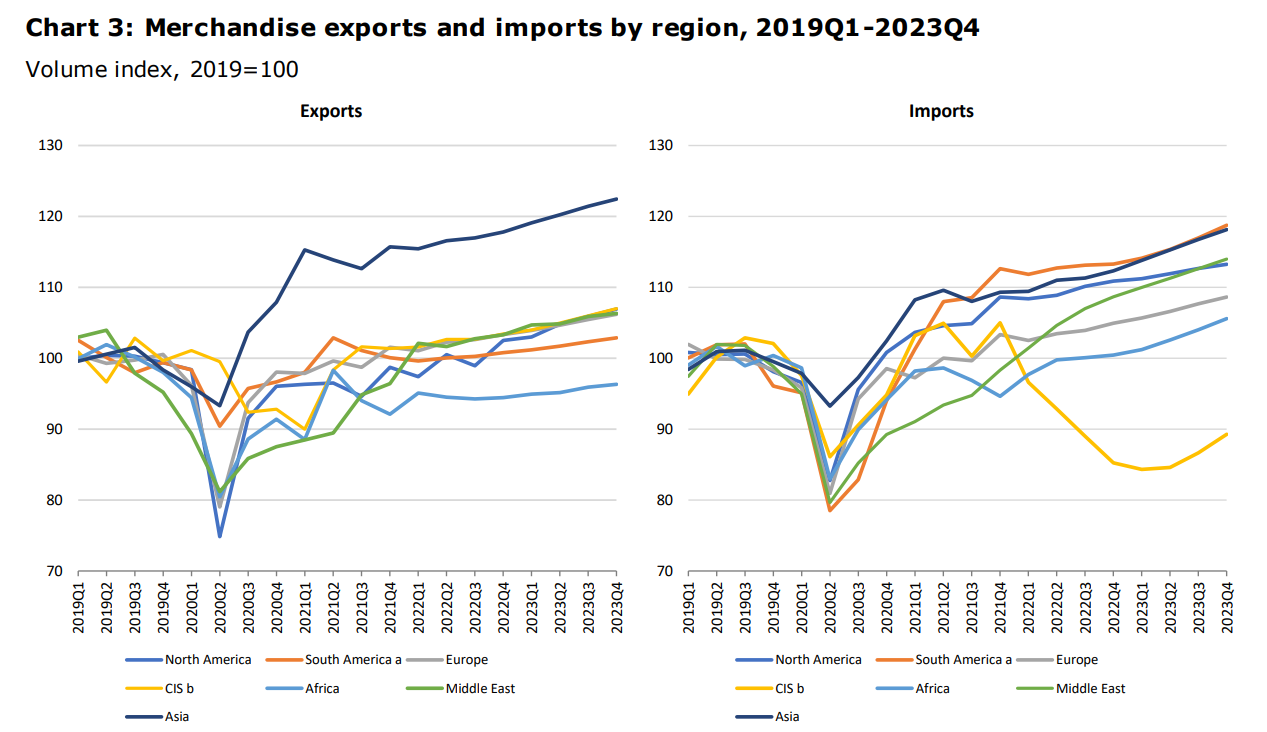 Chart 3: Merchandise exports and imports by region, 2019Q1-2023Q4
Volume index, 2019=100
Exports
130
120
110
100
90
80
70
2019Q1 2019Q2 2019Q3 2019Q4 2020Q1 2020Q2 2020Q3 2020Q4 2021Q1 2021Q2 2021Q3 2021Q4 2022Q1 2022Q2 2022Q3 2022Q4 2023Q1 2023Q2 2023Q3 2023Q4
North America South America a Europe
CIS b Africa Middle East
Asia
Imports
130
120
110
100
90
80
70
2019Q1 2019Q2 2019Q3 2019Q4 2020Q1 2020Q2 2020Q3 2020Q4 2021Q1 2021Q2 2021Q3 2021Q4 2022Q1 2022Q2 2022Q3 2022Q4 2023Q1 2023Q2 2023Q3 2023Q4
North America South America a Europe
CIS b Africa Middle East
Asia